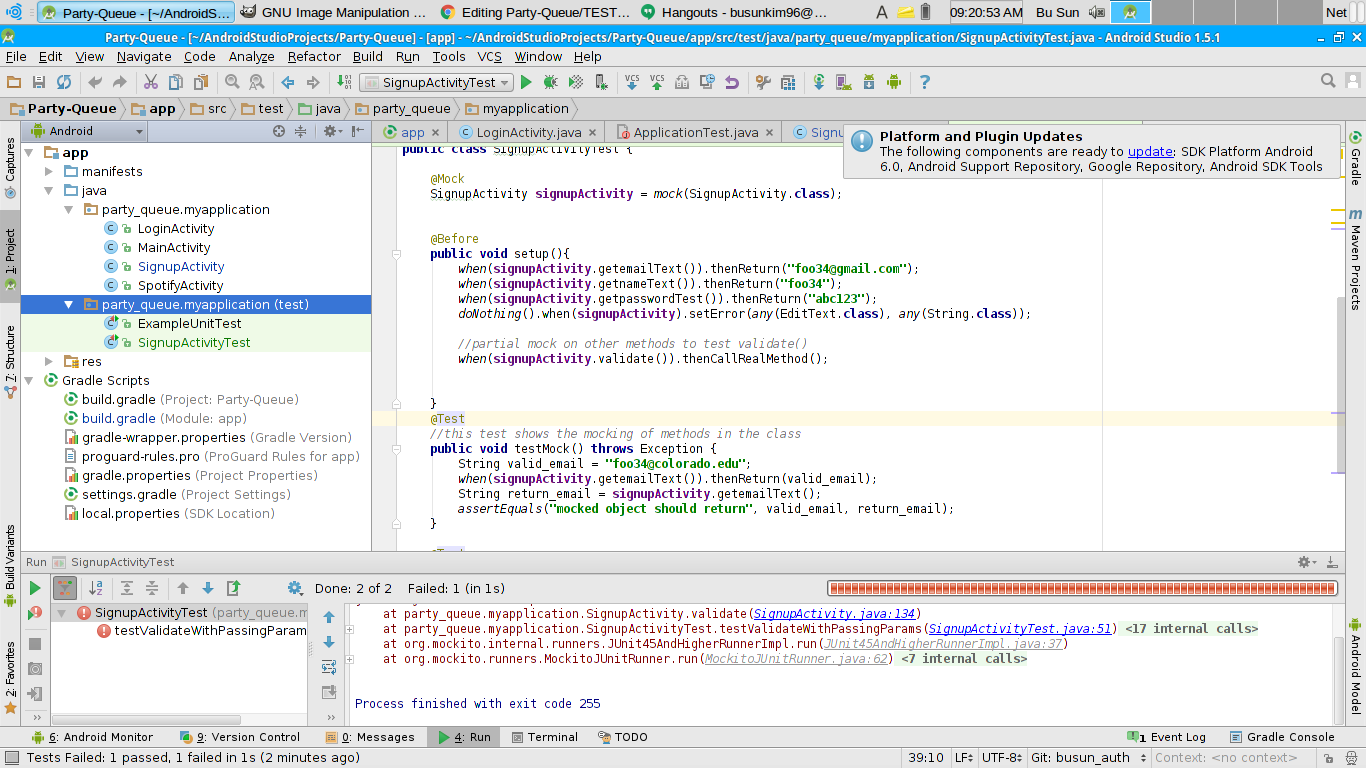 Party-Queue - [~/AndroidS...
GNU Image Manipulation ...
Editing Party-Queue/TEST...
Hangouts - busunkim96@...
A
09:20:53 AM
Bu Sun
Net
Party-Queue - [~/AndroidStudioProjects/Party-Queue] - [app] - ~/AndroidStudioProjects/Party-Queue/app/src/test/java/party_queue/myapplication/SignupActivityTest.java - Android Studio 1.5.1
File Edit View Navigate Code Analyze Refactor Build Run Tools VCS Window Help
SignupActivityTest
VCS VCS
Party-Queue app src test java party_queue myapplication
Captures
1: Project
7: Structure
Build Variants
2: Favorites
Android
app
manifests
java
party_queue.myapplication
LoginActivity
MainActivity
SignupActivity
SpotifyActivity
party_queue.myapplication (test)
ExampleUnitTest
SignupActivityTest
res
Gradle Scripts
build.gradle (Project: Party-Queue)
build.gradle (Module: app)
gradle-wrapper.properties (Gradle Version)
proguard-rules.pro (ProGuard Rules for app)
gradle.properties (Project Properties)
settings.gradle (Project Settings)
local.properties (SDK Location)
app LoginActivity.java ApplicationTest.java Signu
Platform and Plugin Updates
The following components are ready to update: SDK Platform Android
6.0, Android Support Repository, Google Repository, Android SDK Tools
public class SignupActivityTest {
@Mock
SignupActivity signupActivity = mock(SignupActivity.class);
@Before
public void setup(){
when(signupActivity.getemailText()).thenReturn("foo34@gmail.com");
when(signupActivity.getnameText()).thenReturn("foo34");
when(signupActivity.getpasswordTest()).thenReturn("abc123");
doNothing().when(signupActivity).setError(any(EditText.class), any(String.class));
//partial mock on other methods to test validate()
when(signupActivity.validate()).thenCallRealMethod();
}
@Test
//this test shows the mocking of methods in the class
public void testMock() throws Exception {
String valid_email = "foo34@colorado.edu";
when(signupActivity.getemailText()).thenReturn(valid_email);
String return_email = signupActivity.getemailText();
assertEquals("mocked object should return", valid_email, return_email);
}
@Test
Gradle
Maven Projects
Android Model
Run SignupActivityTest
Done: 2 of 2 Failed: 1 (in 1s)
SignupActivityTest (party_queue.m
testValidateWithPassingParam
at party_queue.myapplication.SignupActivity.validate(SignupActivity.java:134)
at party_queue.myapplication.SignupActivityTest.testValidateWithPassingParams(SignupActivityTest.java:51) <17 internal calls>
at org.mockito.internal.runners.JUnit45AndHigherRunnerImpl.run(JUnit45AndHigherRunnerImpl.java:37)
at org.mockito.runners.MockitoJUnitRunner.run(MockitoJUnitRunner.java:62) <7 internal calls>
Process finished with exit code 255
6: Android Monitor 9: Version Control 0: Messages 4: Run Terminal TODO 1 Event Log Gradle Console
Tests Failed: 1 passed, 1 failed in 1s (2 minutes ago) 39:10 LF UTF-8 Git: busun_auth Context: <no context>